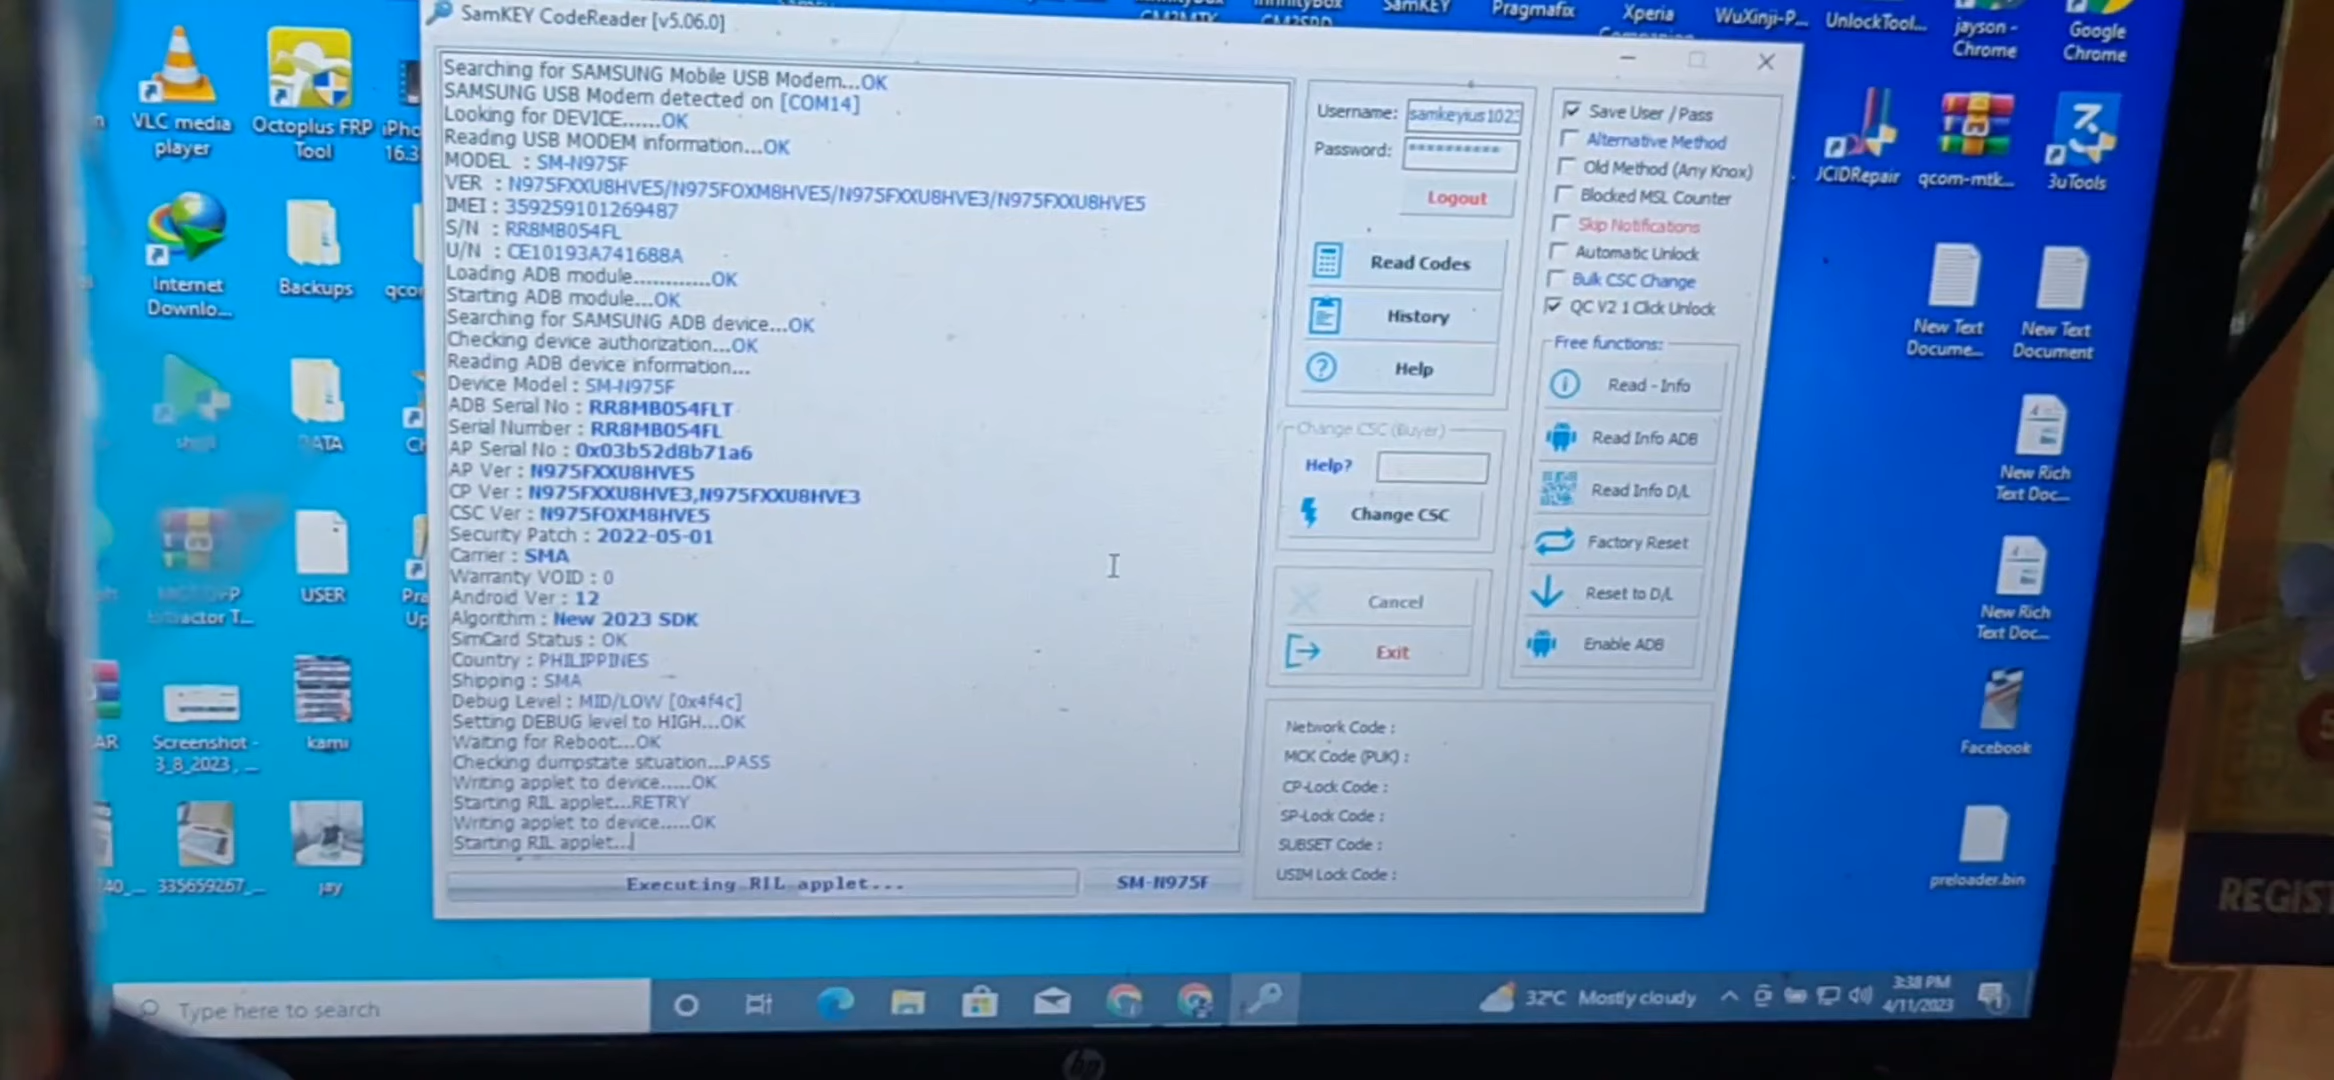 SamKEY CodeReader [v5.06.0]
SamKEY
Pragmafix
Xperia
WuXinji-P...
UnlockTool...
jayson -
Chrome
Google
Chrome
Searching for SAMSUNG Mobile USB Modem...OK
SAMSUNG USB Modem detected on [COM14]
Looking for DEVICE......OK
Reading USB MODEM information...OK
MODEL : SM-N975F
VER : N975FXXU8HVE5/N975FOXM8HVE5/N975FXXU8HVE3/N975FXXU8HVE5
IMEI : 359259101269487
S/N : RR8MB054FL
U/N : CE10193A741688A
Loading ADB module............OK
Starting ADB module...OK
Searching for SAMSUNG ADB device...OK
Checking device authorization...OK
Reading ADB device information...
Device Model : SM-N975F
ADB Serial No : RR8MB054FLT
Serial Number : RR8MB054FL
AP Serial No : 0x03b52d8b71a6
AP Ver : N975FXXU8HVE5
CP Ver : N975FXXU8HVE3,N975FXXU8HVE3
CSC Ver : N975FOXM8HVE5
Security Patch : 2022-05-01
Carrier : SMA
Warranty VOID : 0
Android Ver : 12
Algorithm : New 2023 SDK
SimCard Status : OK
Country : PHILIPPINES
Shipping : SMA
Debug Level : MID/LOW [0x4f4c]
Setting DEBUG level to HIGH...OK
Waiting for Reboot...OK
Checking dumpstate situation...PASS
Writing applet to device.....OK
Starting RIL applet...RETRY
Writing applet to device.....OK
Starting RIL applet...
Executing RIL applet...
SM-N975F
Username: samkeyius102
Password: **********
Logout
Read Codes
History
Help
Change CSC (Buyer)
Help?
Change CSC
Cancel
Exit
Save User / Pass
Alternative Method
Old Method (Any Knox)
Blocked MSL Counter
Skip Notifications
Automatic Unlock
Bulk CSC Change
QC V2 1 Click Unlock
Free functions:
Read - Info
Read Info ADB
Read Info D/L
Factory Reset
Reset to D/L
Enable ADB
Network Code :
MCK Code (PUK) :
CP-Lock Code :
SP-Lock Code :
SUBSET Code :
USIM Lock Code :
VLC media
player
Octoplus FRP
Tool
16.3
Internet
Downlo...
Backups
DATA
USER
Screenshot -
3_8_2023, ...
kami
335659267_...
jay
JCIDRepair
qcom-mtk...
3uTools
New Text
Docume...
New Text
Document
New Rich
Text Doc...
New Rich
Text Doc...
Facebook
preloader.bin
Type here to search
32°C Mostly cloudy
3:38 PM
4/11/2023
hp
REGIST